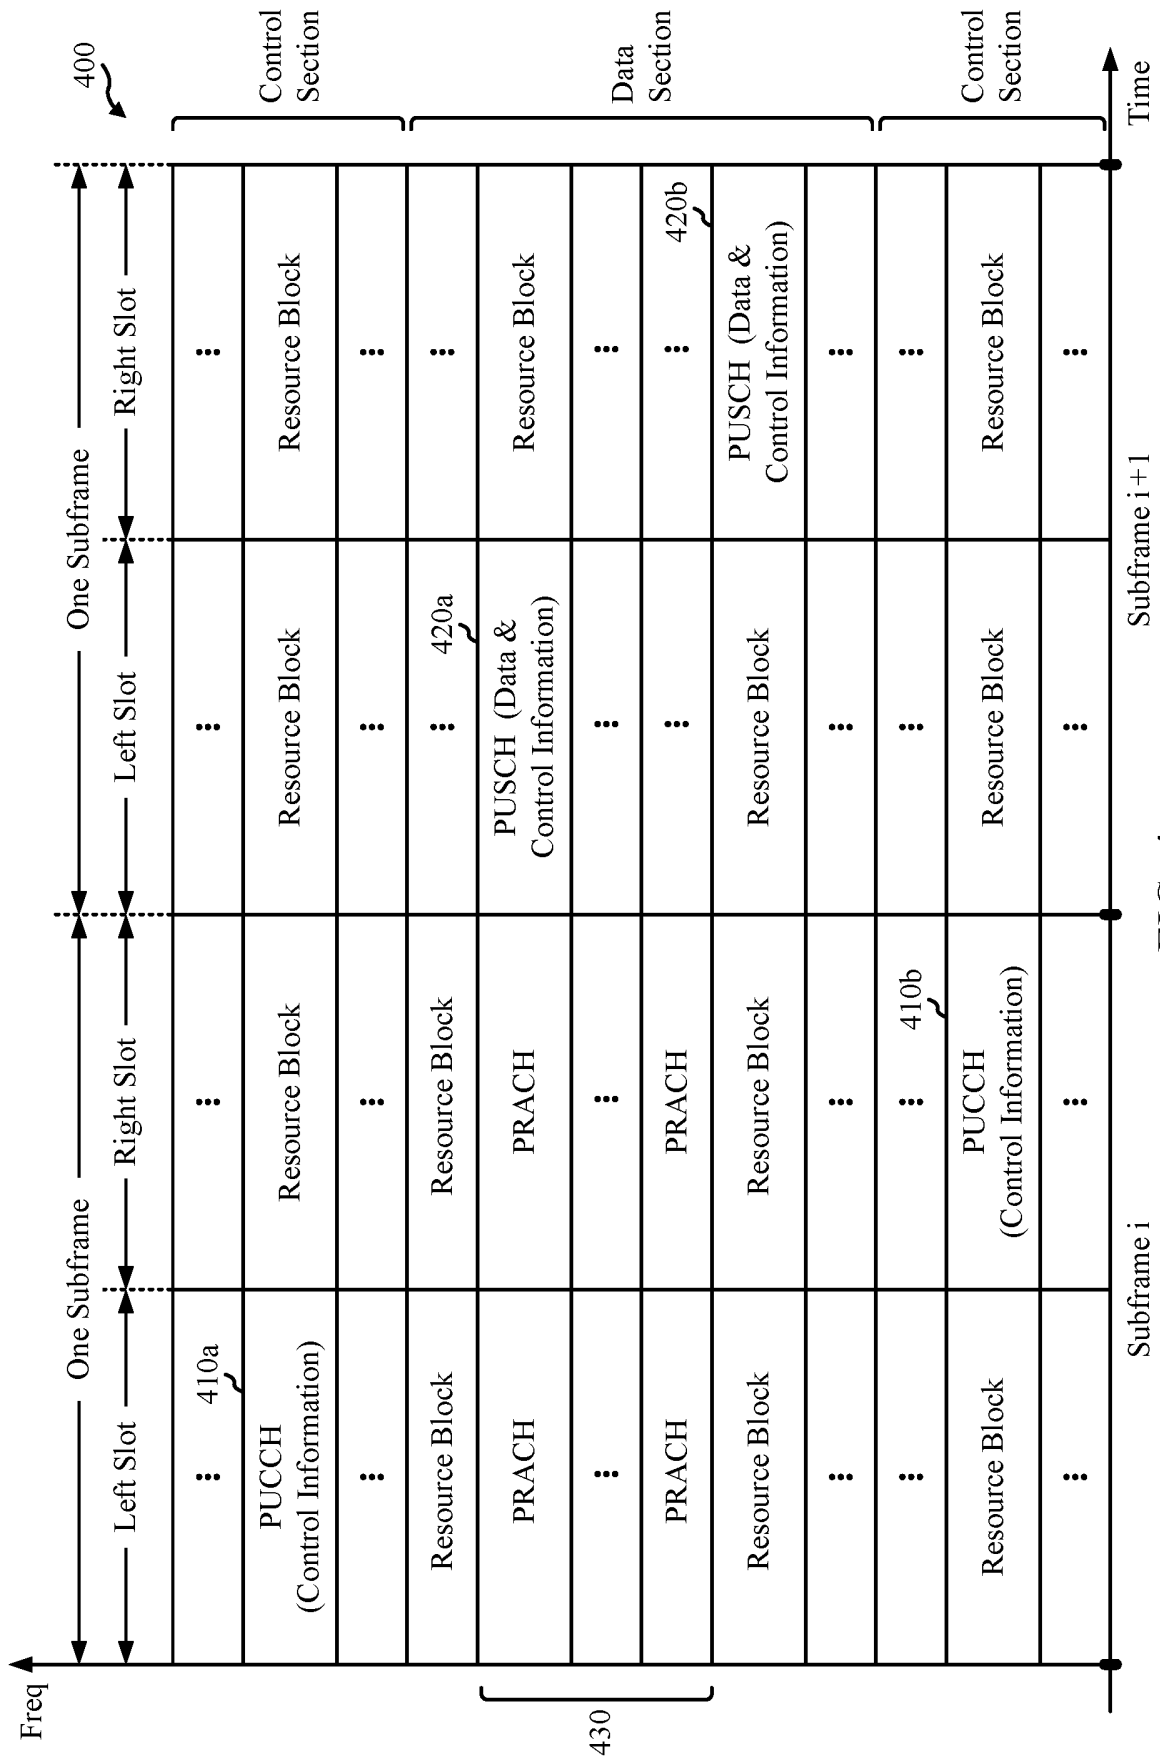 Freq
400
One Subframe
One Subframe
Left Slot
Right Slot
Left Slot
Right Slot
...
410a
...
...
...
PUCCH
(Control Information)
Resource Block
Resource Block
Resource Block
Control
Section
...
...
...
...
Resource Block
Resource Block
...
420a
...
PRACH
PRACH
PUSCH (Data &
Control Information)
Resource Block
430
...
...
...
...
Data
Section
PRACH
PRACH
...
...
420b
Resource Block
Resource Block
Resource Block
PUSCH (Data &
Control Information)
...
...
...
...
...
...
410b
...
...
Resource Block
PUCCH
(Control Information)
Resource Block
Resource Block
Control
Section
...
...
...
...
Subframe i
Subframe i + 1
Time